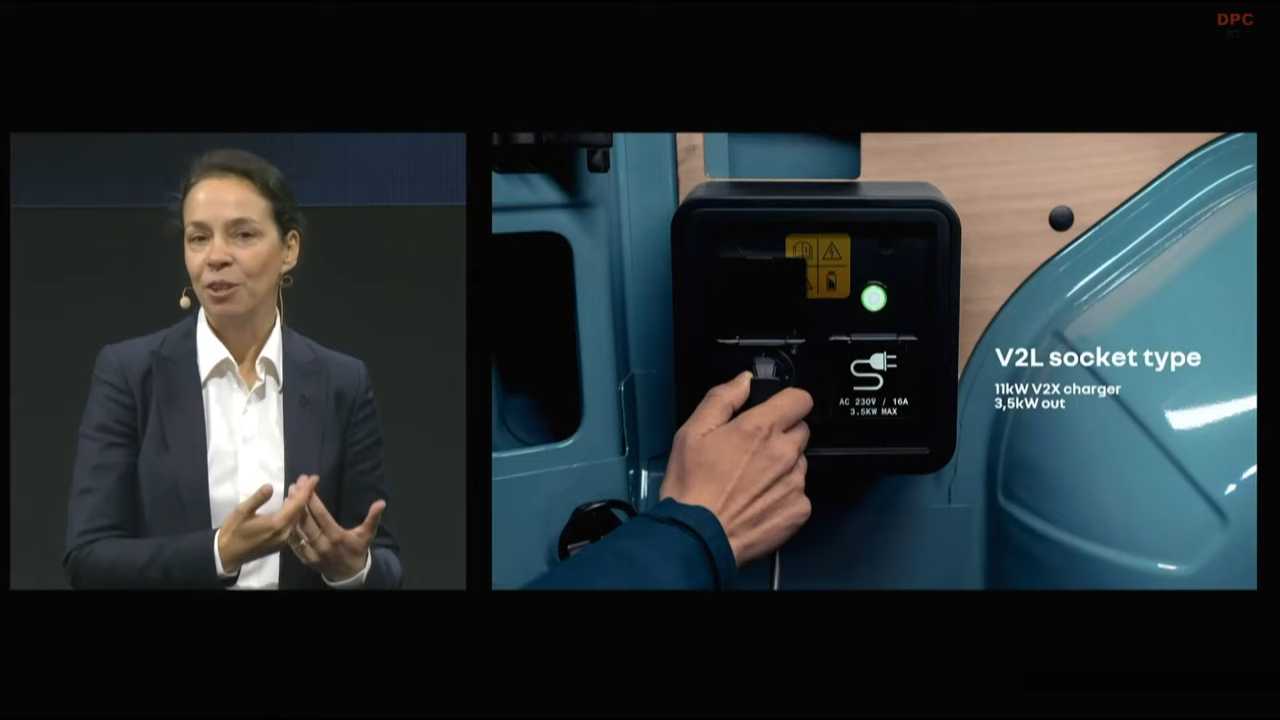 DPC
V2L socket type
11kW V2X charger
3,5kW out
AC 230V / 16A
3.5KW MAX